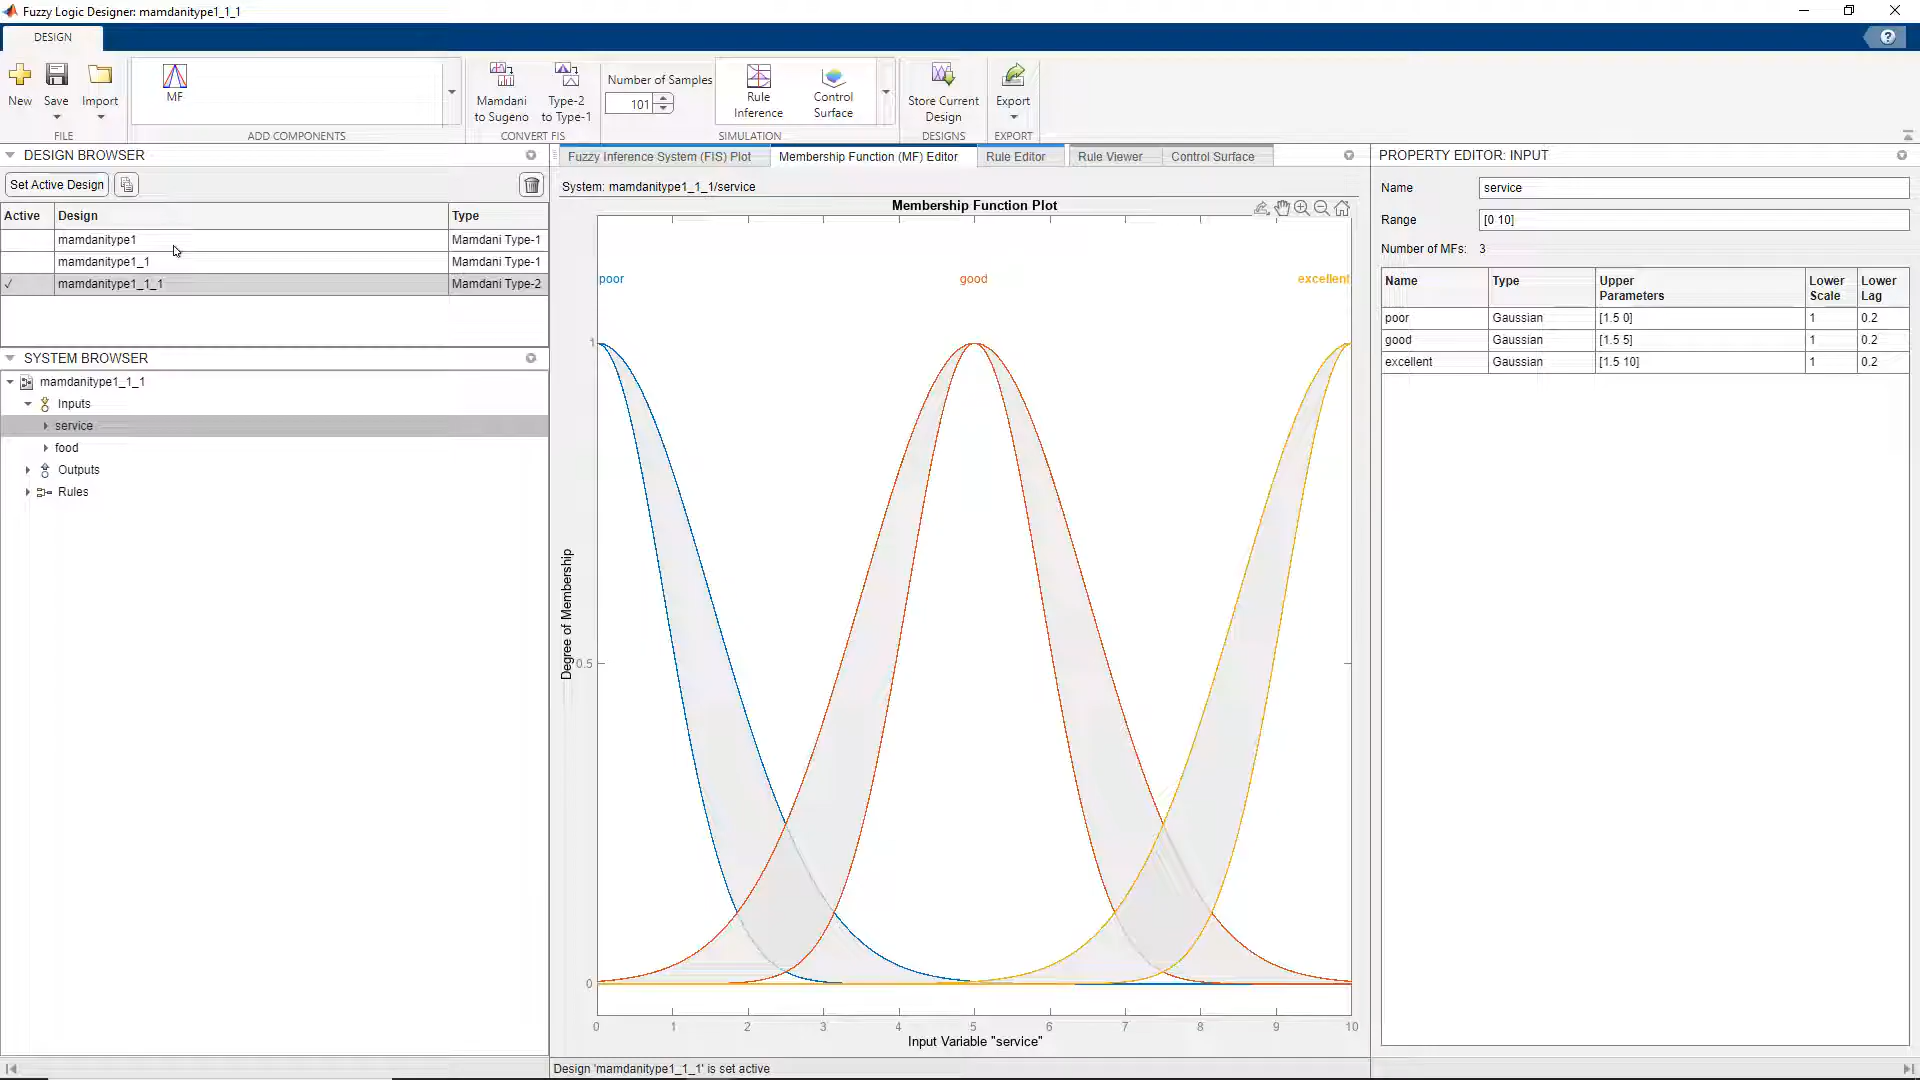 Fuzzy Logic Designer: mamdanitype1_1_1
DESIGN
New
Save
Import
FILE
MF
ADD COMPONENTS
Mamdani
to Sugeno
Type-2
to Type-1
CONVERT FIS
Number of Samples
101
Rule
Inference
Control
Surface
SIMULATION
Store Current
Design
DESIGNS
Export
EXPORT
DESIGN BROWSER
Set Active Design
Active Design Type
mamdanitype1 Mamdani Type-1
mamdanitype1_1 Mamdani Type-1
✓ mamdanitype1_1_1 Mamdani Type-2
SYSTEM BROWSER
mamdanitype1_1_1
Inputs
service
food
Outputs
Rules
Fuzzy Inference System (FIS) Plot
Membership Function (MF) Editor
Rule Editor
Rule Viewer
Control Surface
System: mamdanitype1_1_1/service
Membership Function Plot
poor
good
excellent
1
0.5
0
Degree of Membership
0 1 2 3 4 5 6 7 8 9 10
Input Variable "service"
Design 'mamdanitype1_1_1' is set active
PROPERTY EDITOR: INPUT
Name service
Range [0 10]
Number of MFs: 3
Name Type Upper Parameters Lower Scale Lower Lag
poor Gaussian [1.5 0] 1 0.2
good Gaussian [1.5 5] 1 0.2
excellent Gaussian [1.5 10] 1 0.2